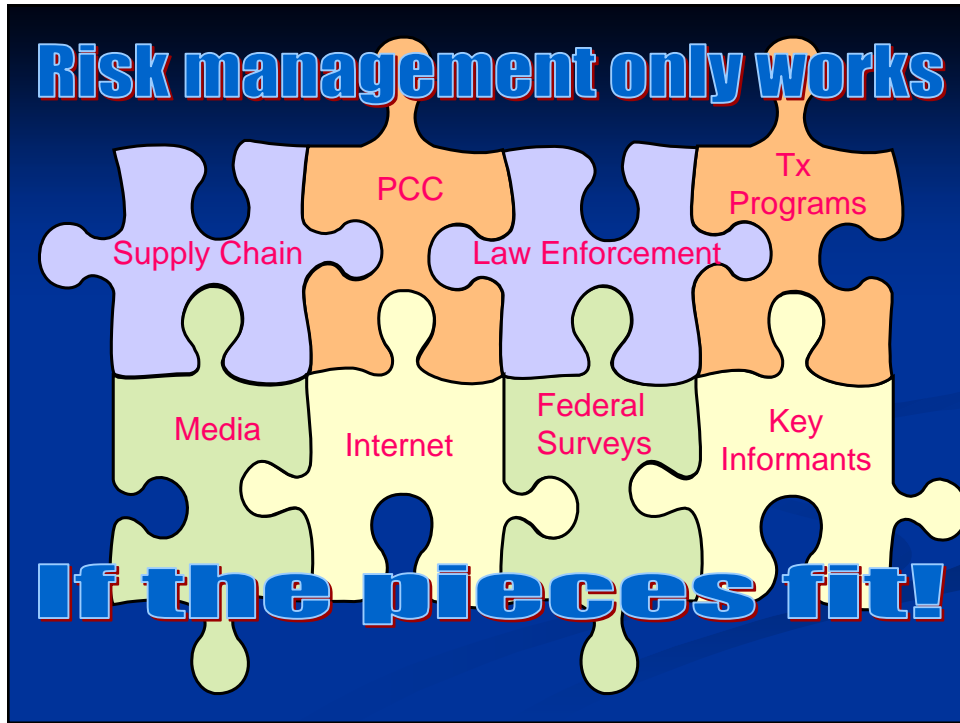 Risk management only works
PCC
Tx
Programs
Supply Chain
Law Enforcement
Media
Internet
Federal
Surveys
Key
Informants
If the pieces fit!